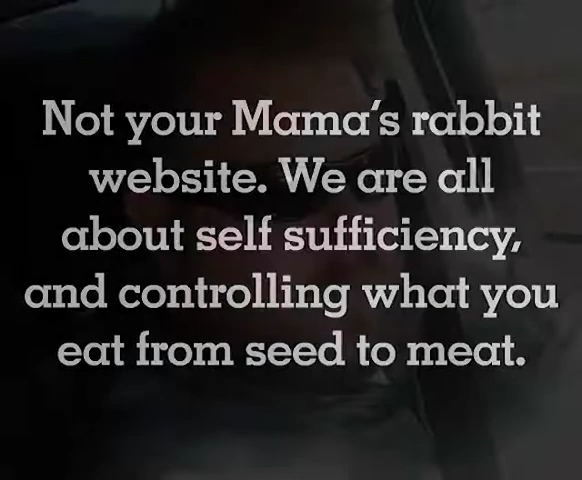 Not your Mama's rabbit
website. We are all
about self sufficiency,
and controlling what you
eat from seed to meat.